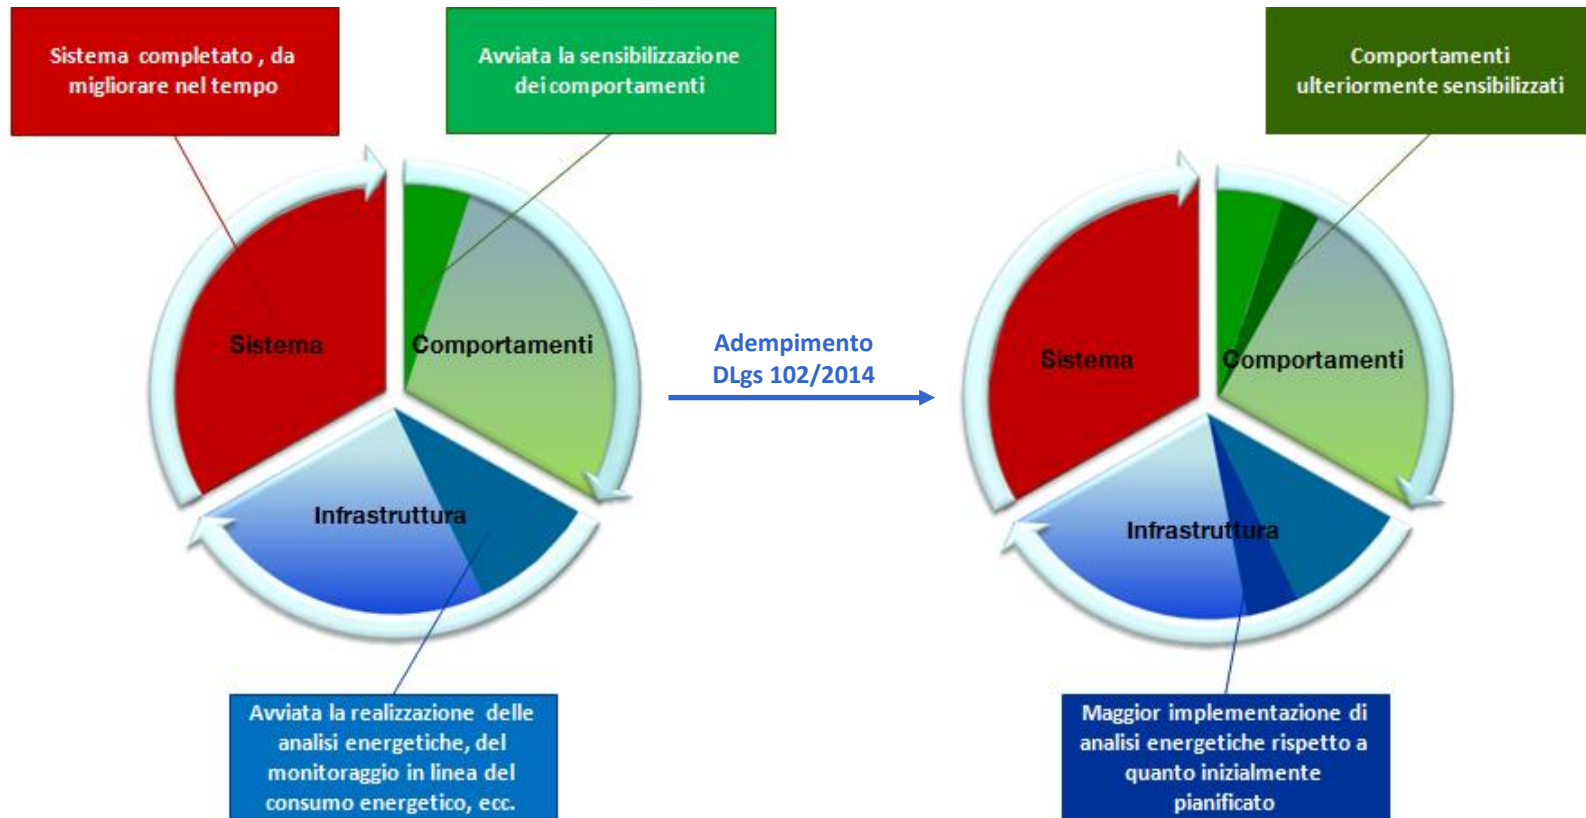 Sistema completato , da
migliorare nel tempo
Avviata la sensibilizzazione
dei comportamenti
Sistema
Comportamenti
Infrastruttura
Avviata la realizzazione delle
analisi energetiche, del
monitoraggio in linea del
consumo energetico, ecc.
Adempimento
DLgs 102/2014
Comportamenti
ulteriormente sensibilizzati
Sistema
Comportamenti
Infrastruttura
Maggior implementazione di
analisi energetiche rispetto a
quanto inizialmente
pianificato